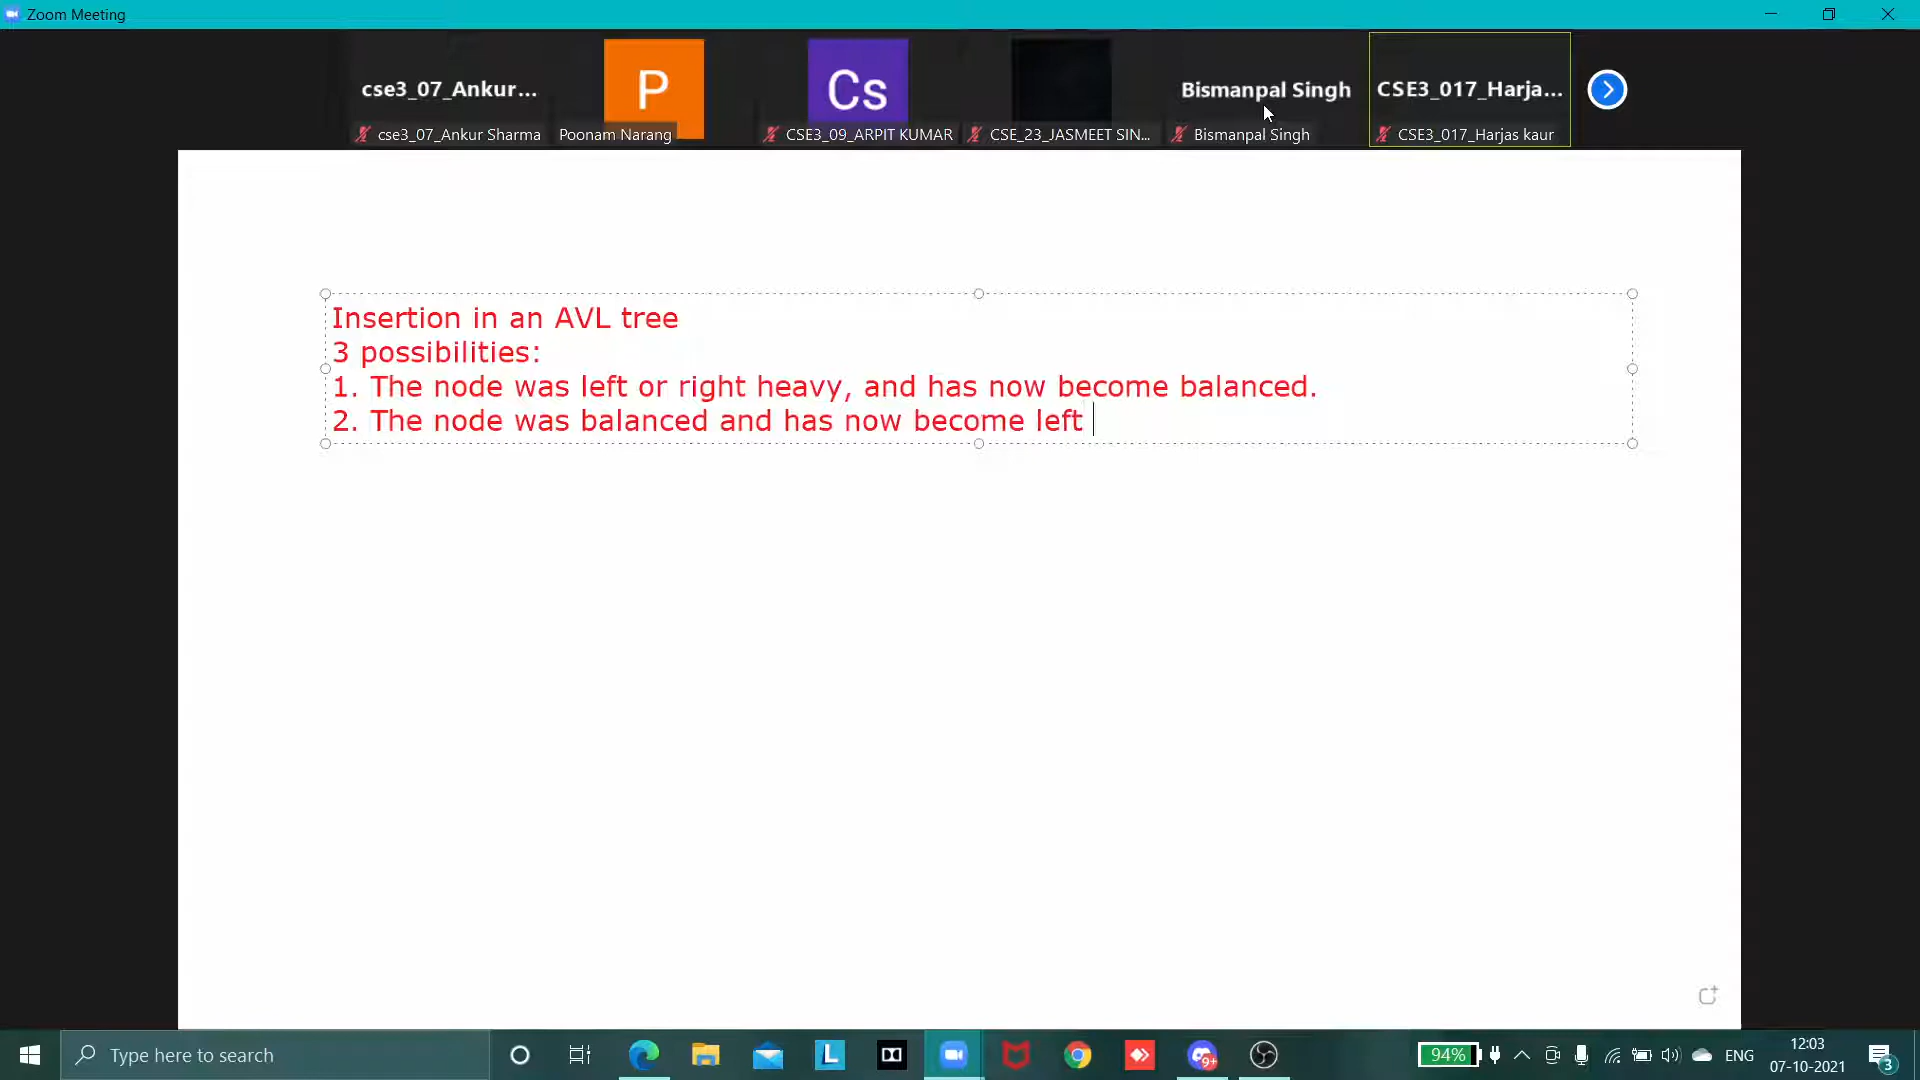 Zoom Meeting
cse3_07_Ankur...
P
Cs
Bismanpal Singh
CSE3_017_Harja...
cse3_07_Ankur Sharma
Poonam Narang
CSE3_09_ARPIT KUMAR
CSE_23_JASMEET SIN...
Bismanpal Singh
CSE3_017_Harjas kaur
Insertion in an AVL tree
3 possibilities:
1. The node was left or right heavy, and has now become balanced.
2. The node was balanced and has now become left
Type here to search
L
9+
94%
ENG
12:03
07-10-2021
3